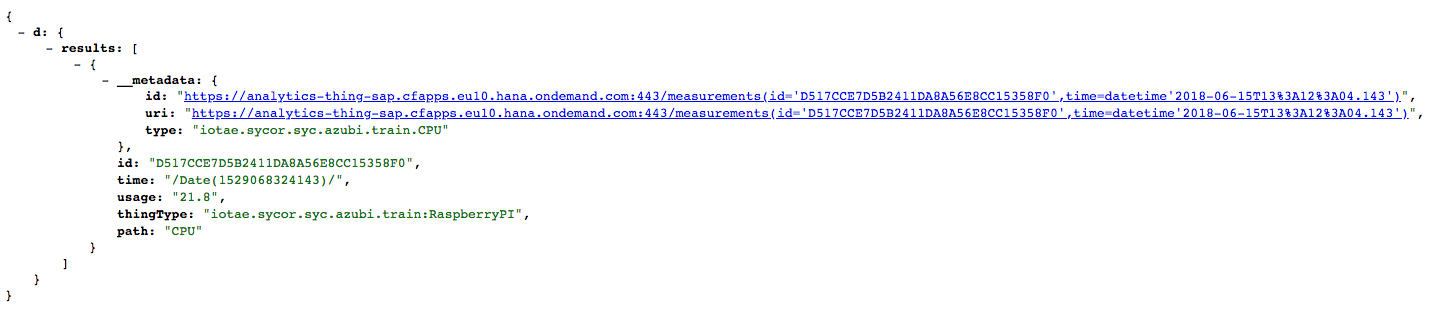 {
- d: {
- results: [
- {
- __metadata: {
id: "https://analytics-thing-sap.cfapps.eu10.hana.ondemand.com:443/measurements(id='D517CCE7D5B2411DA8A56E8CC15358F0',time=datetime'2018-06-15T13%3A12%3A04.143')",
uri: "https://analytics-thing-sap.cfapps.eu10.hana.ondemand.com:443/measurements(id='D517CCE7D5B2411DA8A56E8CC15358F0',time=datetime'2018-06-15T13%3A12%3A04.143')",
type: "iotae.sycor.syc.azubi.train.CPU"
},
id: "D517CCE7D5B2411DA8A56E8CC15358F0",
time: "/Date(1529068324143)/",
usage: "21.8",
thingType: "iotae.sycor.syc.azubi.train:RaspberryPI",
path: "CPU"
}
]
}
}